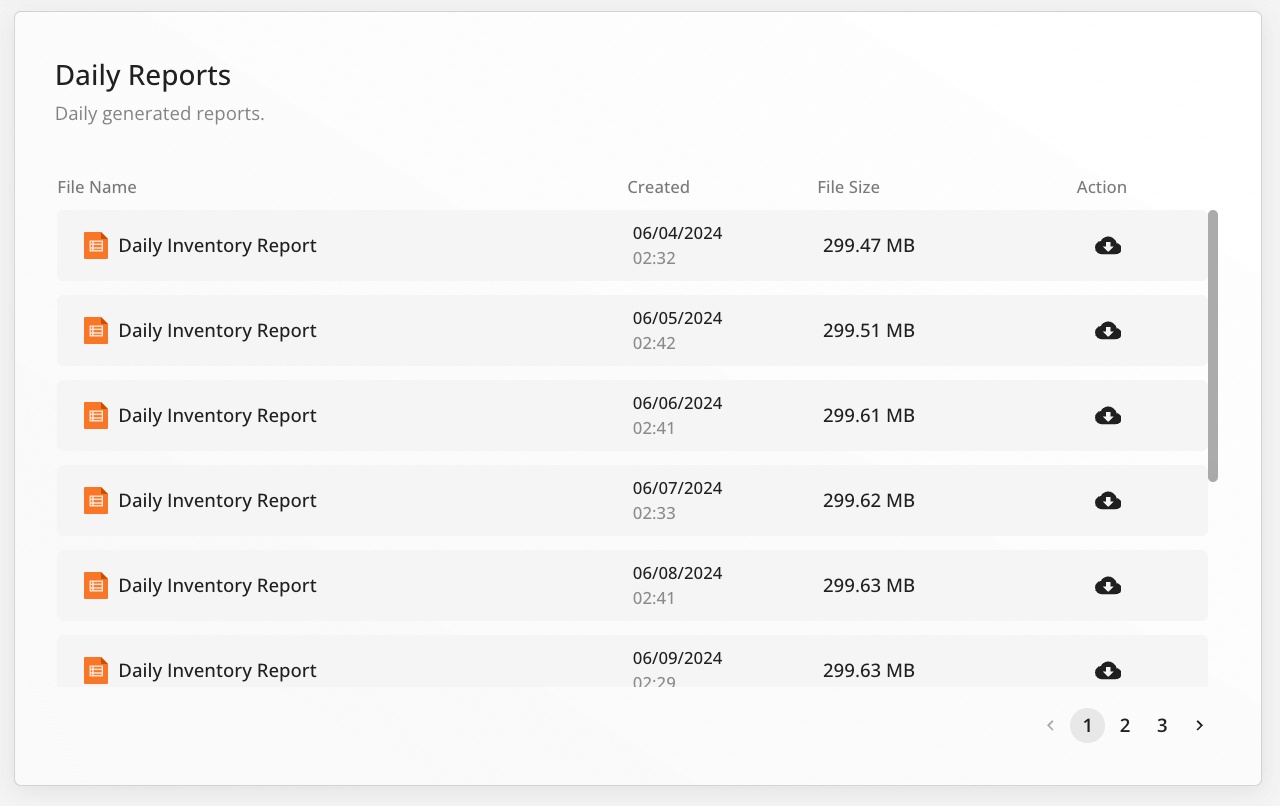 Daily Reports
Daily generated reports.
File Name Created File Size Action
Daily Inventory Report 06/04/2024 02:32 299.47 MB
Daily Inventory Report 06/05/2024 02:42 299.51 MB
Daily Inventory Report 06/06/2024 02:41 299.61 MB
Daily Inventory Report 06/07/2024 02:33 299.62 MB
Daily Inventory Report 06/08/2024 02:41 299.63 MB
Daily Inventory Report 06/09/2024 02:29 299.63 MB
1 2 3